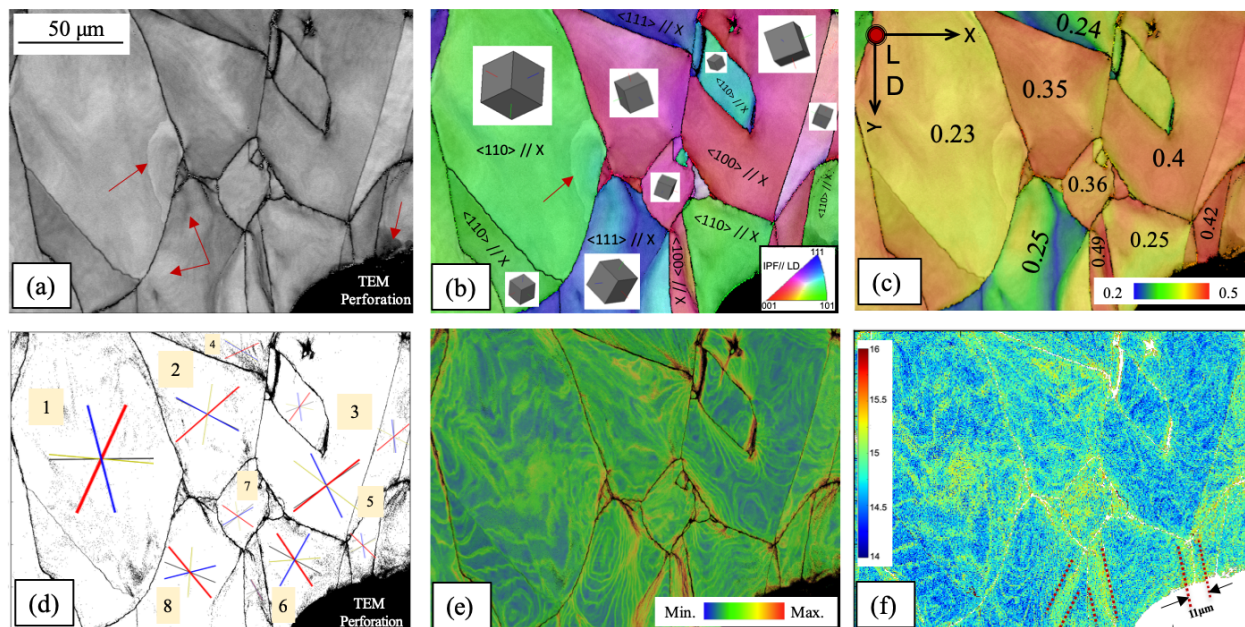 50 μm
TEM
Perforation
(a)
<111> // X
<110> // X
<110> // X
<100> // X
<110> // X
<110> // X
<111> // X
<110> // X
<100> // X
IPF// LD
111
001
101
(b)
X
L
D
Y
0.24
0.35
0.23
0.4
0.36
0.42
0.25
0.49
0.25
0.2
0.5
(c)
4
2
1
3
7
5
8
6
TEM
Perforation
(d)
Min.
Max.
(e)
16
15.5
15
14.5
14
11μm
(f)